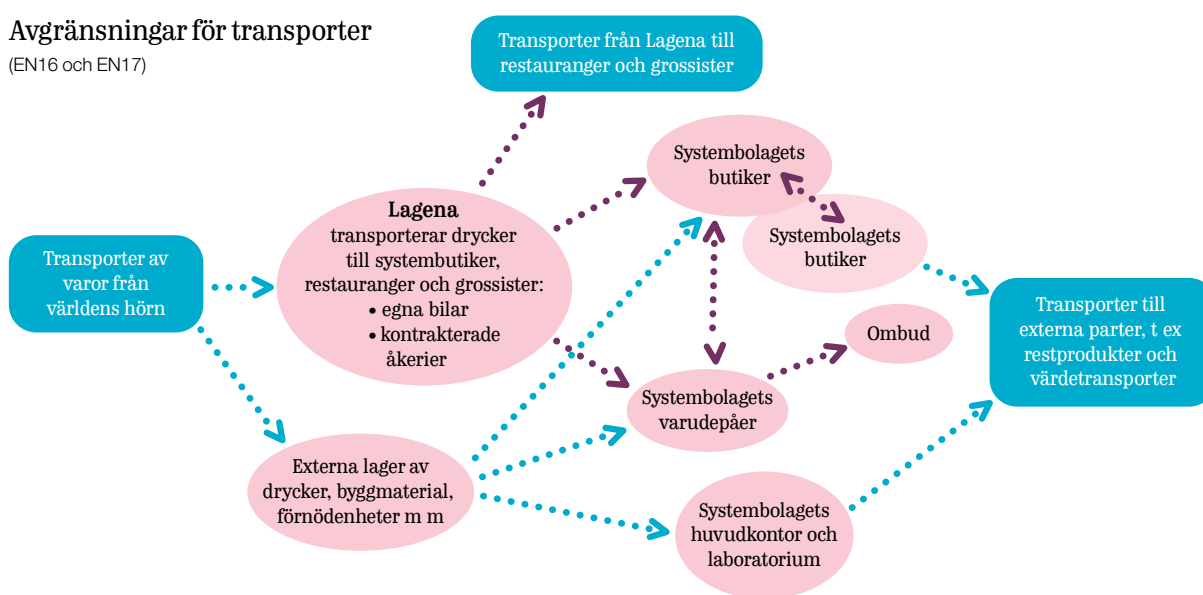 Avgränsningar för transporter
(EN16 och EN17)
Transporter från Lagena till
restauranger och grossister
Systembolagets
butiker
Lagena
transporterar drycker
till systembutiker,
restauranger och grossister:
• egna bilar
• kontrakterade
åkerier
Systembolagets
butiker
Transporter av
varor från
världens hörn
Transporter till
externa parter, t ex
restprodukter och
värdetransporter
Ombud
Systembolagets
varudepåer
Externa lager av
drycker, byggmaterial,
förnödenheter m m
Systembolagets
huvudkontor och
laboratorium